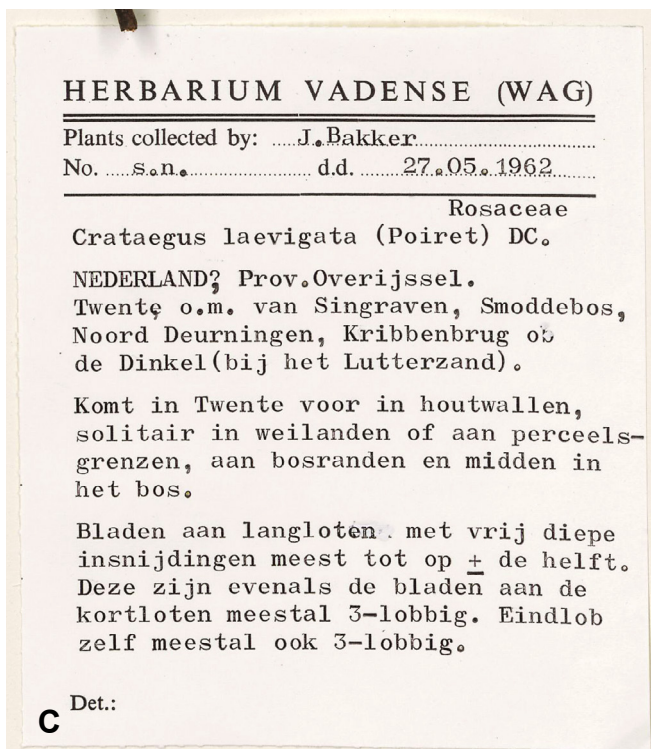 HERBARIUM VADENSE (WAG)
Plants collected by: J.Bakker
No. s.n. d.d. 27.05.1962
Rosaceae
Crataegus laevigata (Poiret) DC.
NEDERLAND, Prov.Overijssel.
Twente o.m. van Singraven, Smoddebos,
Noord Deurningen, Kribbenbrug ob
de Dinkel(bij het Lutterzand).
Komt in Twente voor in houtwallen,
solitair in weilanden of aan perceels-
grenzen, aan bosranden en midden in
het bos.
Bladen aan langloten met vrij diepe
insnijdingen meest tot op ± de helft.
Deze zijn evenals de bladen aan de
kortloten meestal 3-lobbig. Eindlob
zelf meestal ook 3-lobbig.
Det.:
C